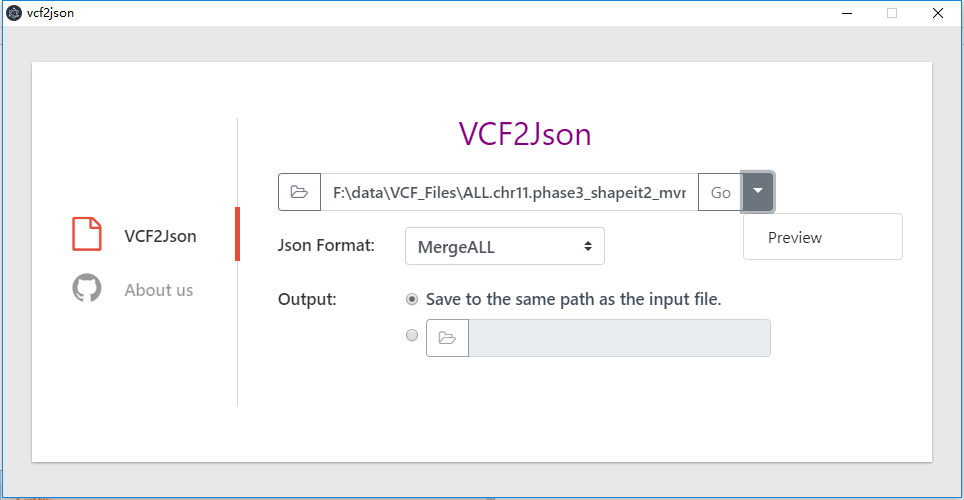 vcf2json
VCF2Json
F:\data\VCF_Files\ALL.chr11.phase3_shapeit2_mvr
Go
Preview
VCF2Json
About us
Json Format:
MergeALL
Output:
Save to the same path as the input file.